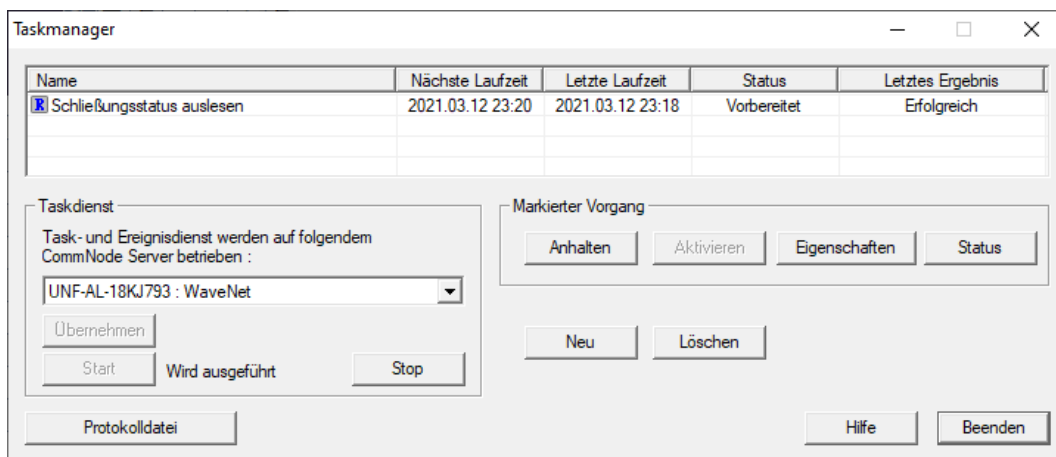 Taskmanager
Name Nächste Laufzeit Letzte Laufzeit Status Letztes Ergebnis
R Schließungsstatus auslesen 2021.03.12 23:20 2021.03.12 23:18 Vorbereitet Erfolgreich
Taskdienst
Task- und Ereignisdienst werden auf folgendem
CommNode Server betrieben :
UNF-AL-18KJ793 : WaveNet
Übernehmen
Start Wird ausgeführt Stop
Markierter Vorgang
Anhalten Aktivieren Eigenschaften Status
Neu Löschen
Protokolldatei Hilfe Beenden